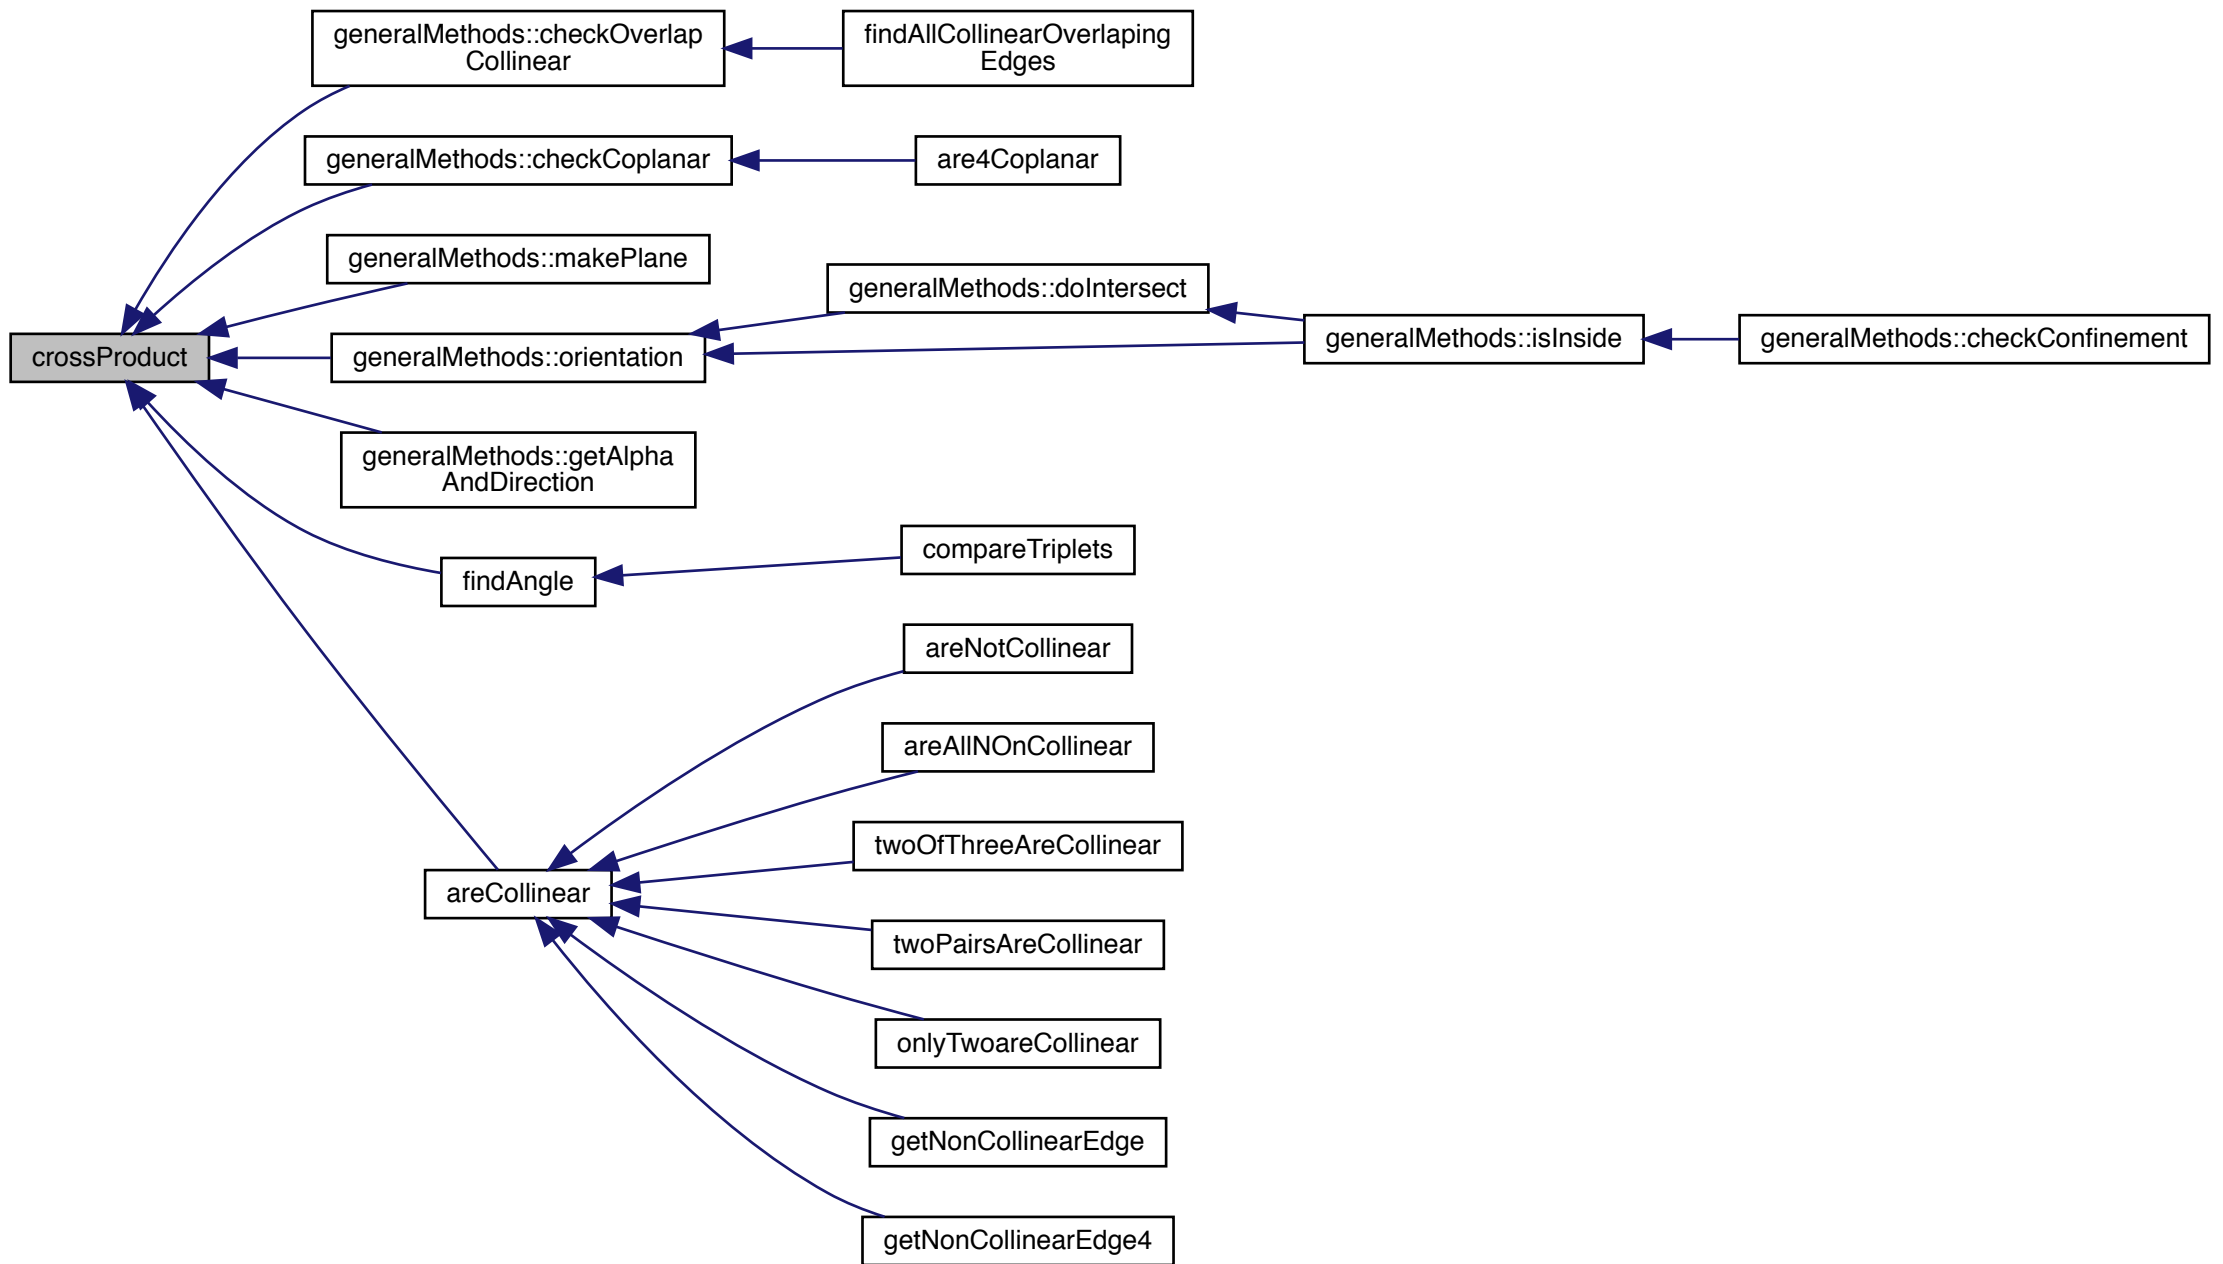 generalMethods::checkOverlap
Collinear
findAllCollinearOverlaping
Edges
generalMethods::checkCoplanar
are4Coplanar
generalMethods::makePlane
generalMethods::doIntersect
crossProduct
generalMethods::orientation
generalMethods::isInside
generalMethods::checkConfinement
generalMethods::getAlpha
AndDirection
findAngle
compareTriplets
areNotCollinear
areAllNOnCollinear
twoOfThreeAreCollinear
areCollinear
twoPairsAreCollinear
onlyTwoareCollinear
getNonCollinearEdge
getNonCollinearEdge4